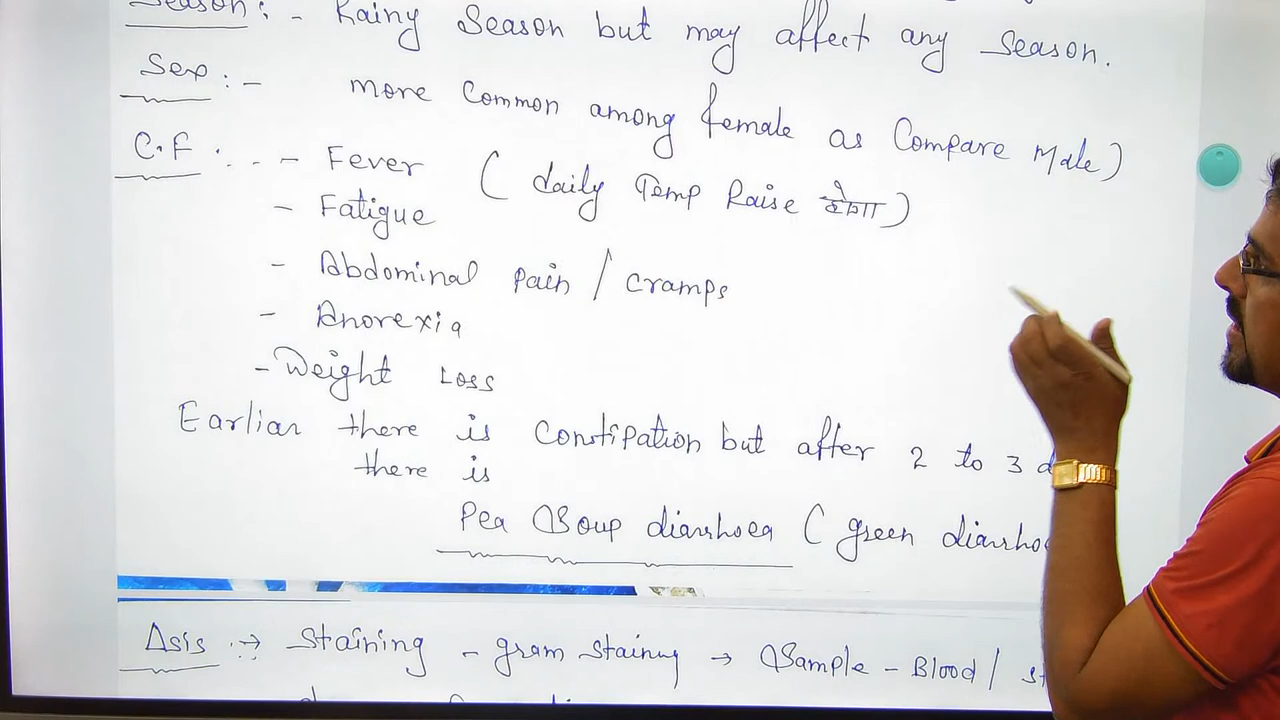 Season : - Rainy Season but may affect any Season.
Sex : - more Common among female as Compare Male)
C.F : - - Fever ( daily Temp Raise होगा )
- Fatigue
- Abdominal Pain / Cramps
- Anorexia
- Weight Loss
Earlian there is Constipation but after 2 to 3
there is
Pea Soup diarrhoea ( green
Staining - gram Staining → Sample - Blood /